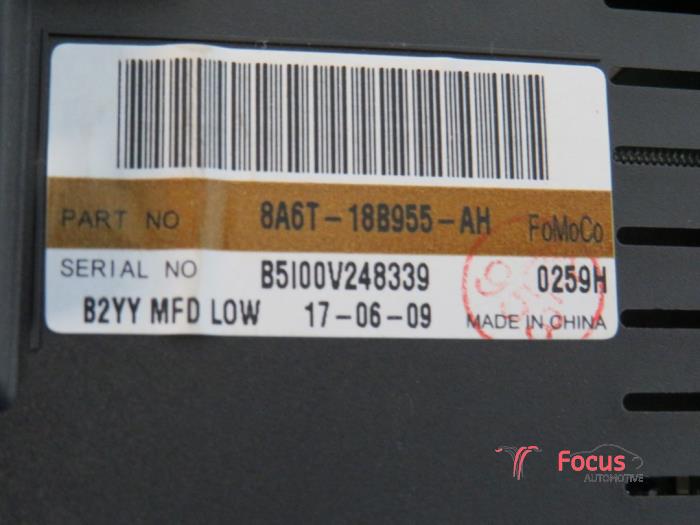 PART NO 8A6T-18B955-AH FoMoCo
SERIAL NO B5I00V248339 0259H
B2YY MFD LOW 17-06-09 MADE IN CHINA
Focus
AUTOMOTIVE